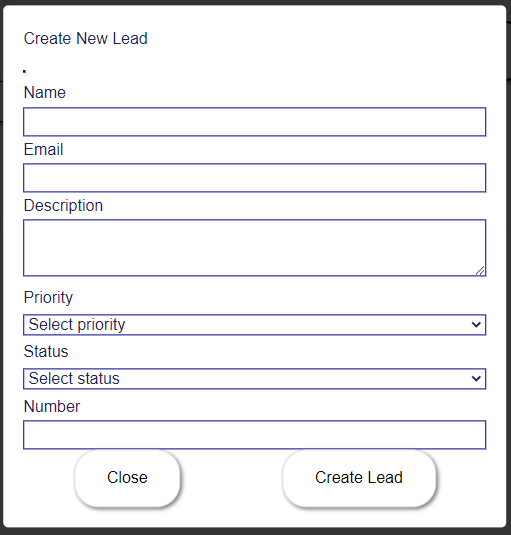 Create New Lead
Name
Email
Description
Priority
Select priority
Status
Select status
Number
Close
Create Lead